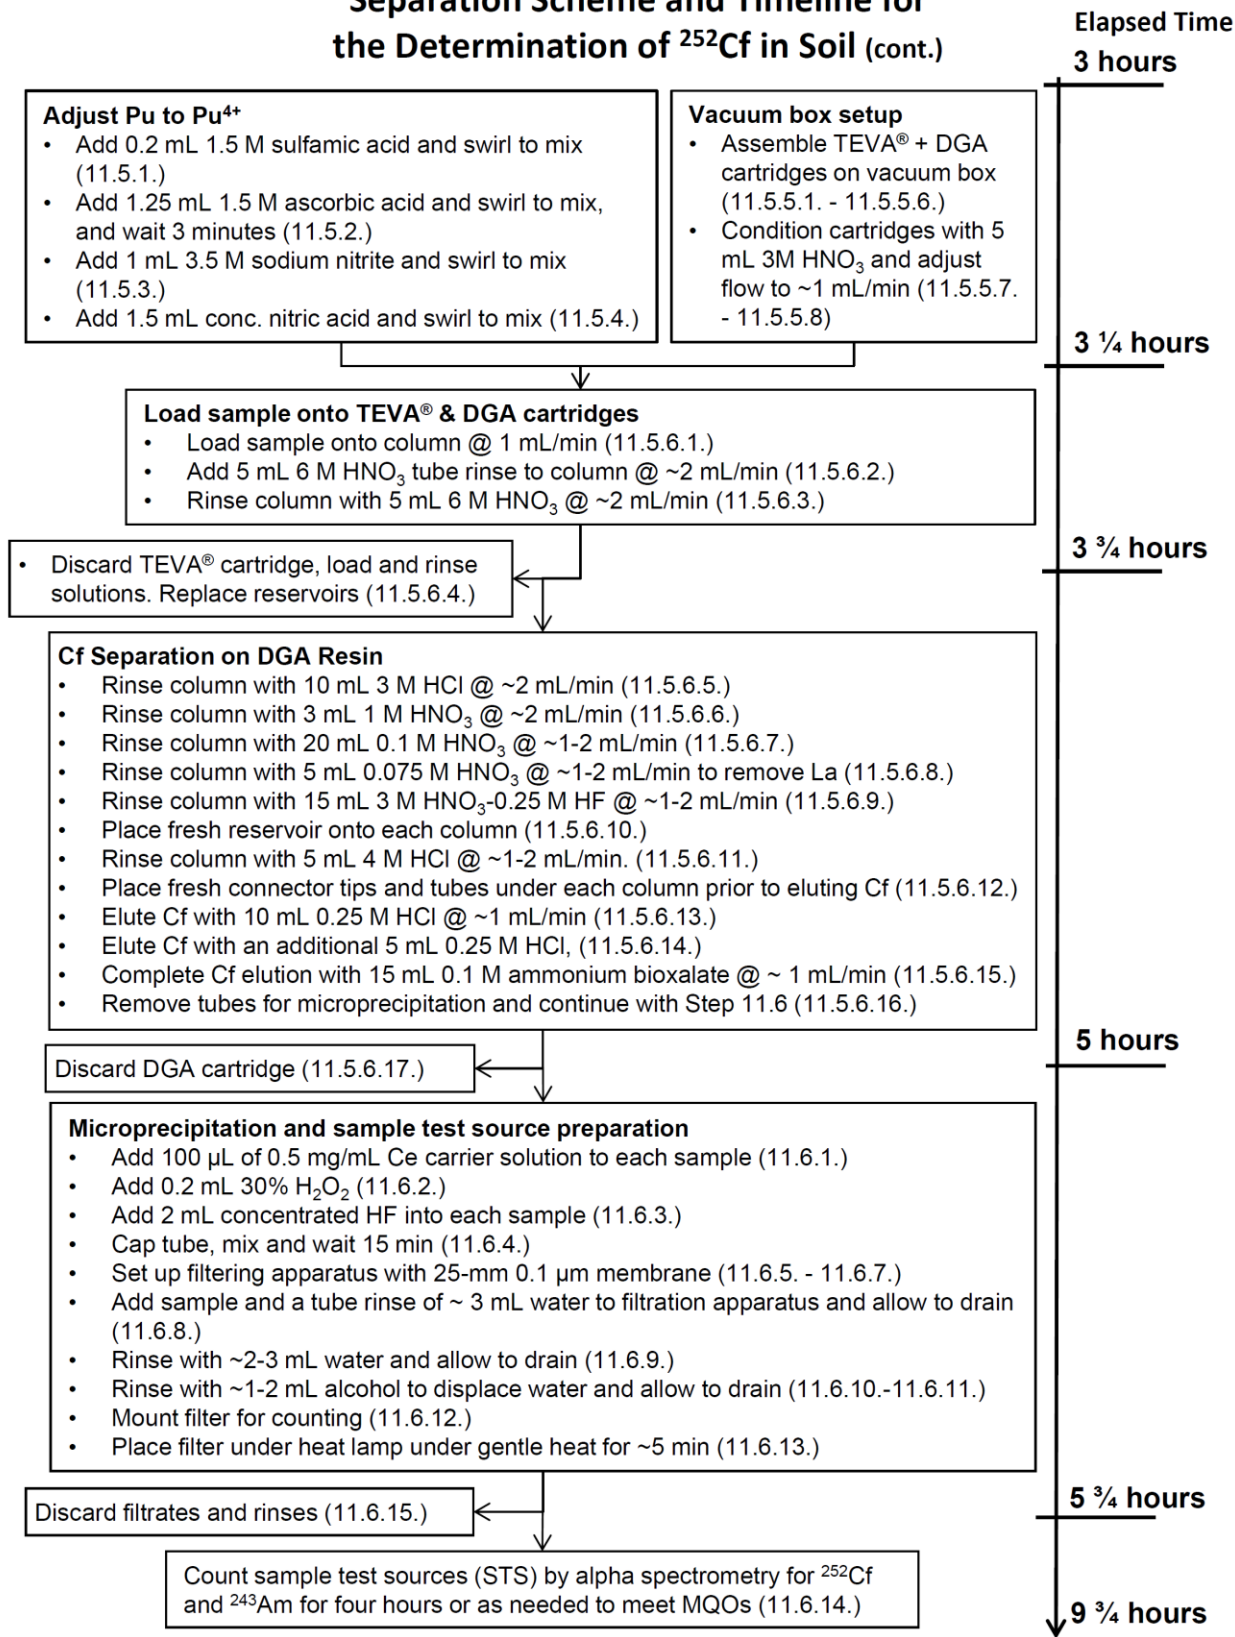 Separation Scheme and Timeline for
the Determination of ²⁵²Cf in Soil (cont.)
Elapsed Time
3 hours
Adjust Pu to Pu⁴⁺
• Add 0.2 mL 1.5 M sulfamic acid and swirl to mix
(11.5.1.)
• Add 1.25 mL 1.5 M ascorbic acid and swirl to mix,
and wait 3 minutes (11.5.2.)
• Add 1 mL 3.5 M sodium nitrite and swirl to mix
(11.5.3.)
• Add 1.5 mL conc. nitric acid and swirl to mix (11.5.4.)
Vacuum box setup
• Assemble TEVA® + DGA
cartridges on vacuum box
(11.5.5.1. - 11.5.5.6.)
• Condition cartridges with 5
mL 3M HNO₃ and adjust
flow to ~1 mL/min (11.5.5.7.
- 11.5.5.8)
3 ¼ hours
Load sample onto TEVA® & DGA cartridges
• Load sample onto column @ 1 mL/min (11.5.6.1.)
• Add 5 mL 6 M HNO₃ tube rinse to column @ ~2 mL/min (11.5.6.2.)
• Rinse column with 5 mL 6 M HNO₃ @ ~2 mL/min (11.5.6.3.)
3 ¾ hours
• Discard TEVA® cartridge, load and rinse
solutions. Replace reservoirs (11.5.6.4.)
Cf Separation on DGA Resin
• Rinse column with 10 mL 3 M HCl @ ~2 mL/min (11.5.6.5.)
• Rinse column with 3 mL 1 M HNO₃ @ ~2 mL/min (11.5.6.6.)
• Rinse column with 20 mL 0.1 M HNO₃ @ ~1-2 mL/min (11.5.6.7.)
• Rinse column with 5 mL 0.075 M HNO₃ @ ~1-2 mL/min to remove La (11.5.6.8.)
• Rinse column with 15 mL 3 M HNO₃-0.25 M HF @ ~1-2 mL/min (11.5.6.9.)
• Place fresh reservoir onto each column (11.5.6.10.)
• Rinse column with 5 mL 4 M HCl @ ~1-2 mL/min. (11.5.6.11.)
• Place fresh connector tips and tubes under each column prior to eluting Cf (11.5.6.12.)
• Elute Cf with 10 mL 0.25 M HCl @ ~1 mL/min (11.5.6.13.)
• Elute Cf with an additional 5 mL 0.25 M HCl, (11.5.6.14.)
• Complete Cf elution with 15 mL 0.1 M ammonium bioxalate @ ~ 1 mL/min (11.5.6.15.)
• Remove tubes for microprecipitation and continue with Step 11.6 (11.5.6.16.)
5 hours
Discard DGA cartridge (11.5.6.17.)
Microprecipitation and sample test source preparation
• Add 100 µL of 0.5 mg/mL Ce carrier solution to each sample (11.6.1.)
• Add 0.2 mL 30% H₂O₂ (11.6.2.)
• Add 2 mL concentrated HF into each sample (11.6.3.)
• Cap tube, mix and wait 15 min (11.6.4.)
• Set up filtering apparatus with 25-mm 0.1 µm membrane (11.6.5. - 11.6.7.)
• Add sample and a tube rinse of ~ 3 mL water to filtration apparatus and allow to drain
(11.6.8.)
• Rinse with ~2-3 mL water and allow to drain (11.6.9.)
• Rinse with ~1-2 mL alcohol to displace water and allow to drain (11.6.10.-11.6.11.)
• Mount filter for counting (11.6.12.)
• Place filter under heat lamp under gentle heat for ~5 min (11.6.13.)
5 ¾ hours
Discard filtrates and rinses (11.6.15.)
Count sample test sources (STS) by alpha spectrometry for ²⁵²Cf
and ²⁴³Am for four hours or as needed to meet MQOs (11.6.14.)
9 ¾ hours